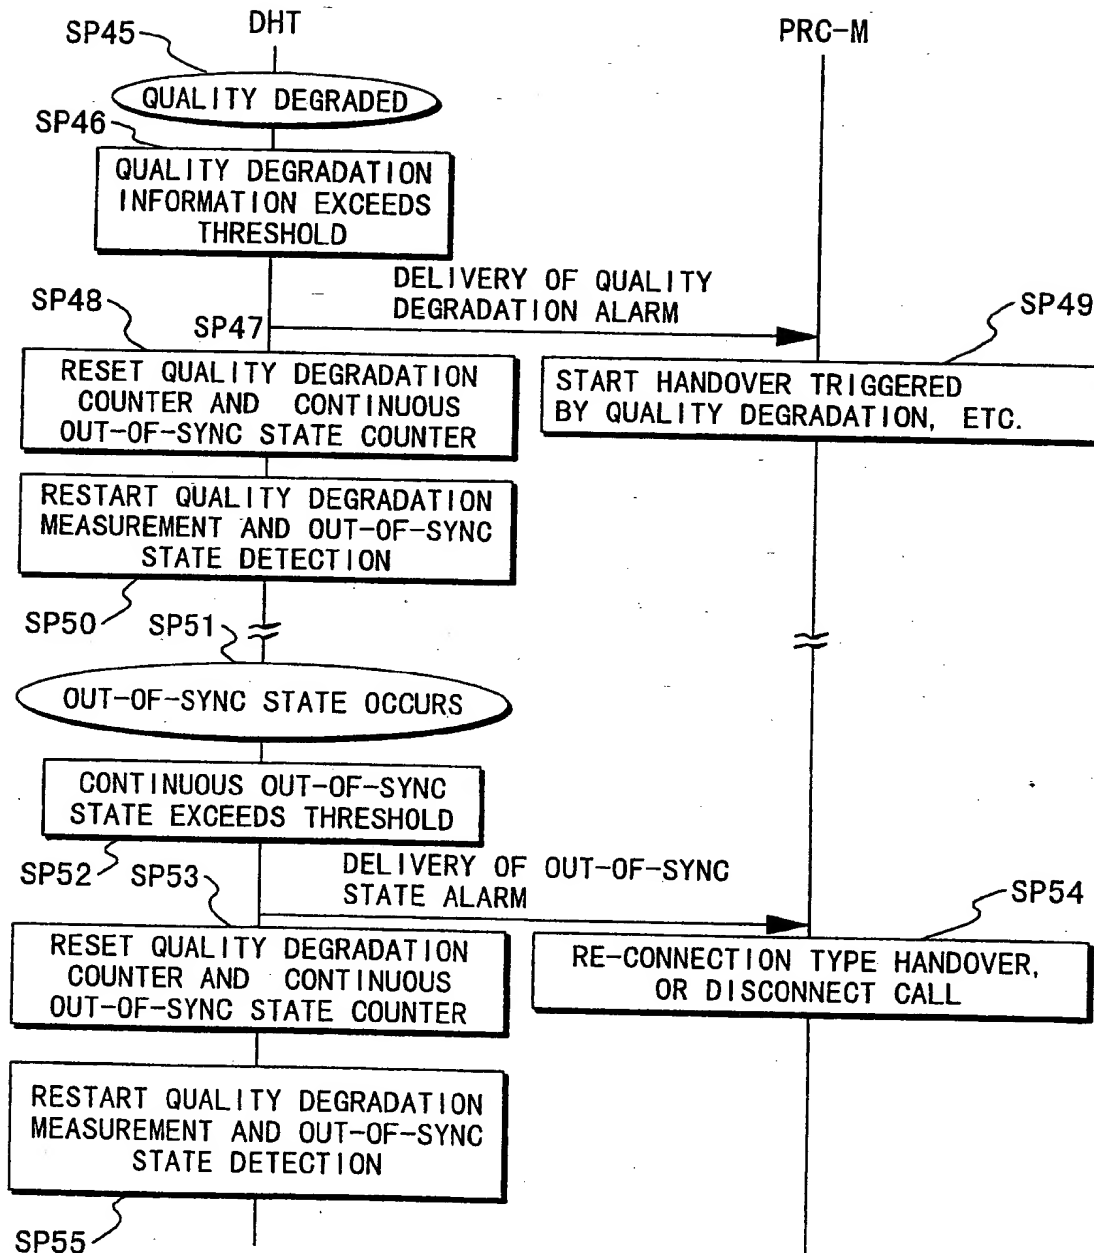 SP45
DHT
PRC-M
QUALITY DEGRADED
SP46
QUALITY DEGRADATION
INFORMATION EXCEEDS
THRESHOLD
DELIVERY OF QUALITY
DEGRADATION ALARM
SP48
SP47
SP49
RESET QUALITY DEGRADATION
COUNTER AND CONTINUOUS
OUT-OF-SYNC STATE COUNTER
START HANDOVER TRIGGERED
BY QUALITY DEGRADATION, ETC.
RESTART QUALITY DEGRADATION
MEASUREMENT AND OUT-OF-SYNC
STATE DETECTION
SP50
SP51
OUT-OF-SYNC STATE OCCURS
CONTINUOUS OUT-OF-SYNC
STATE EXCEEDS THRESHOLD
SP52
SP53
DELIVERY OF OUT-OF-SYNC
STATE ALARM
SP54
RESET QUALITY DEGRADATION
COUNTER AND CONTINUOUS
OUT-OF-SYNC STATE COUNTER
RE-CONNECTION TYPE HANDOVER,
OR DISCONNECT CALL
RESTART QUALITY DEGRADATION
MEASUREMENT AND OUT-OF-SYNC
STATE DETECTION
SP55